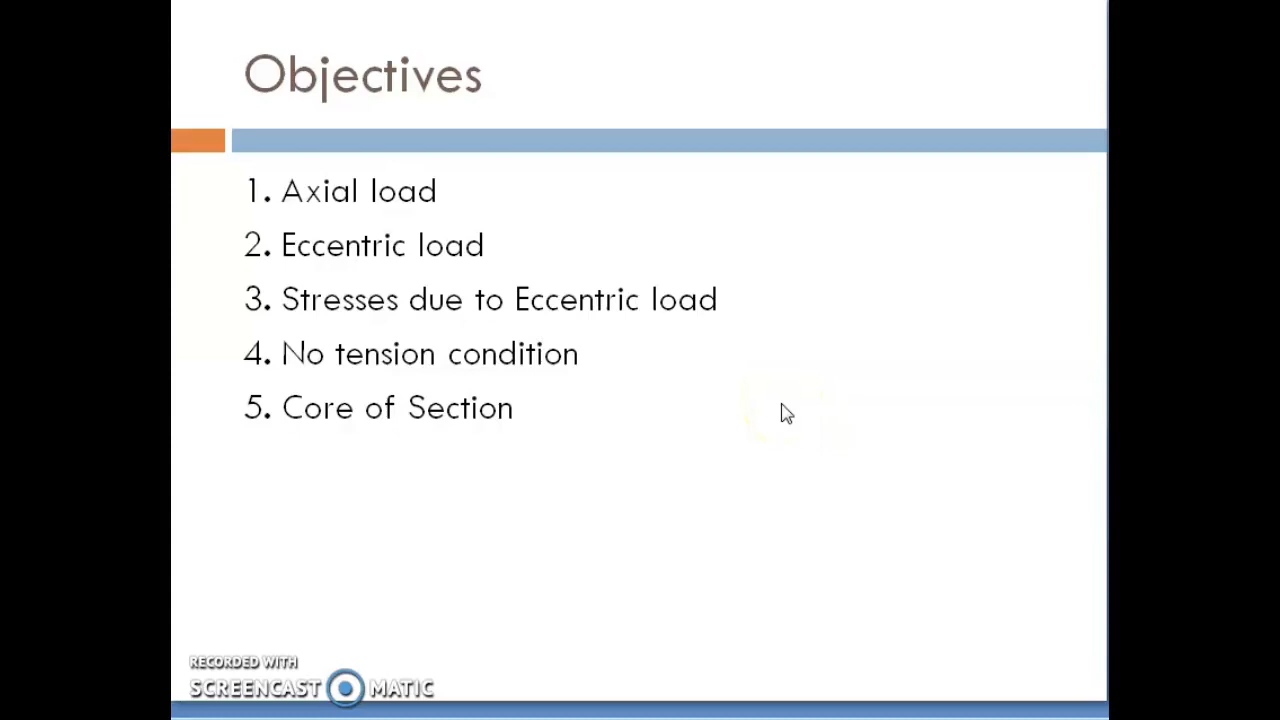 Objectives
1. Axial load
2. Eccentric load
3. Stresses due to Eccentric load
4. No tension condition
5. Core of Section
RECORDED WITH
SCREENCAST MATIC